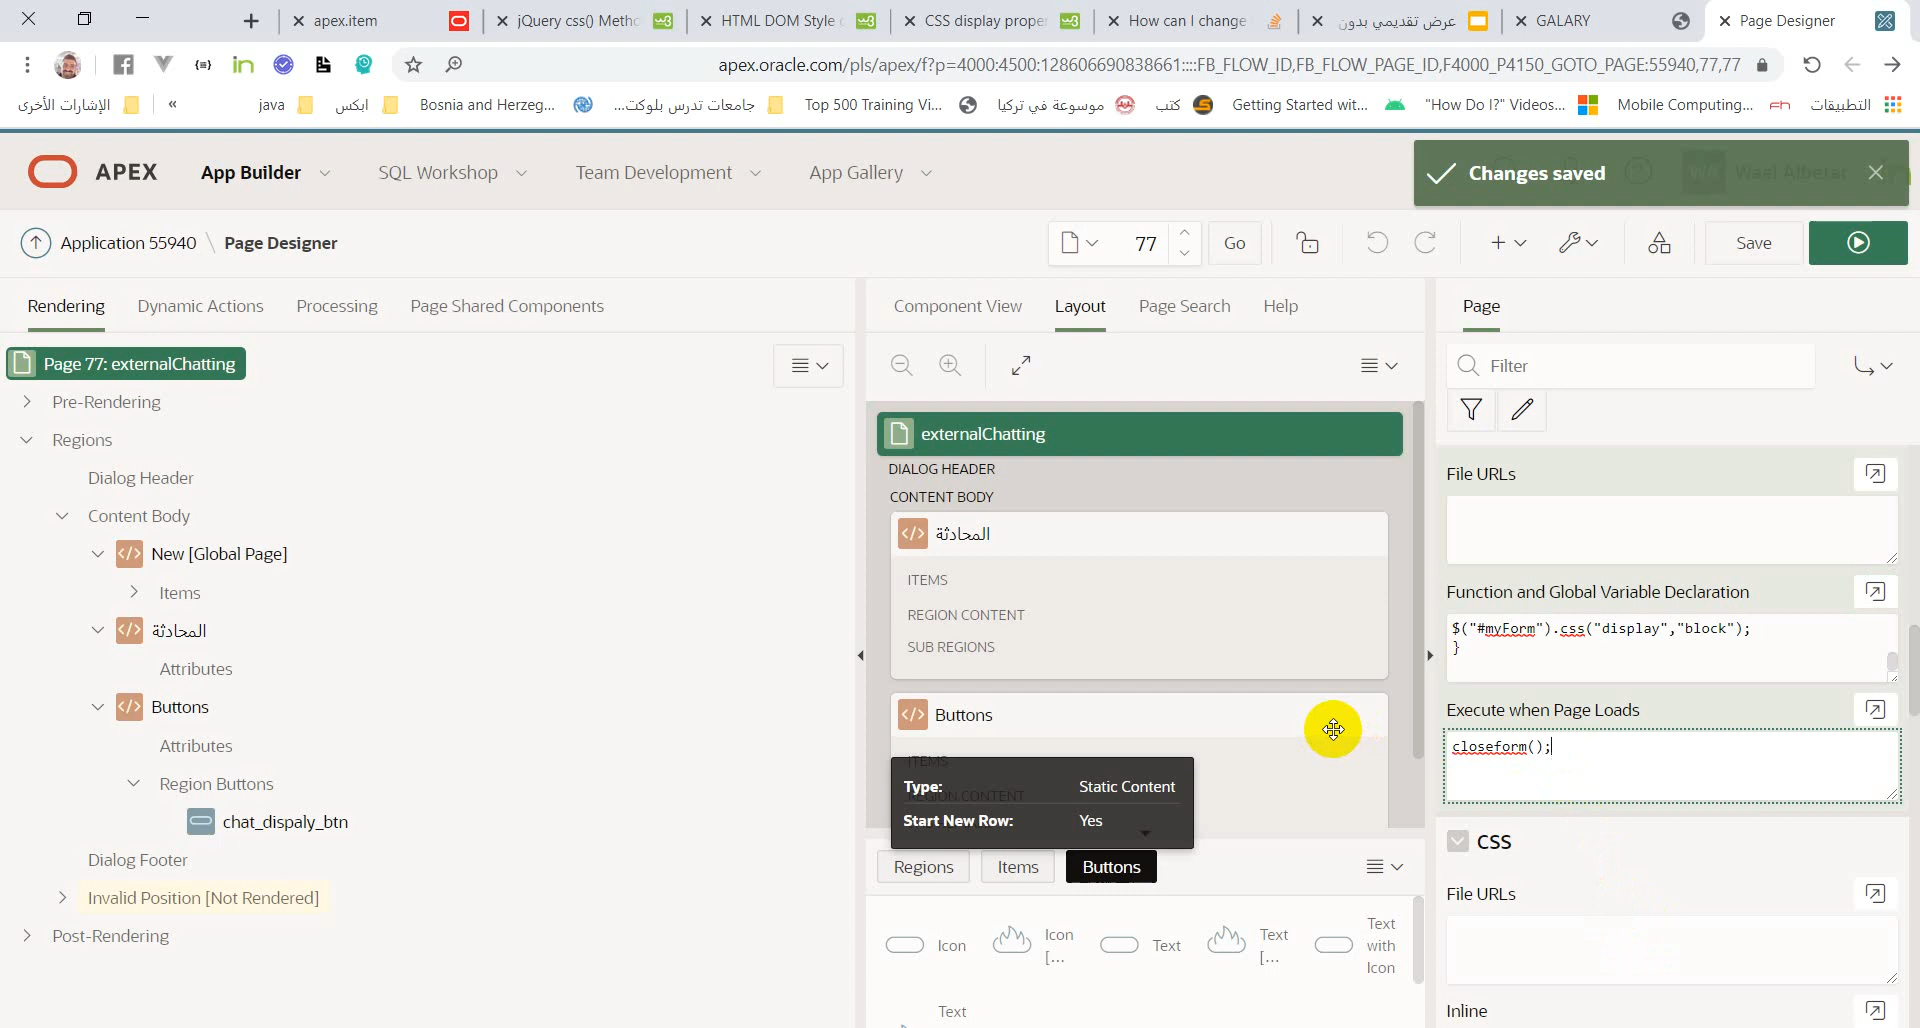 apex.item
jQuery css() Metho
HTML DOM Style o
CSS display proper
How can I change
عرض تقديمي بدون
GALARY
Page Designer
apex.oracle.com/pls/apex/f?p=4000:4500:128606690838661::::FB_FLOW_ID,FB_FLOW_PAGE_ID,F4000_P4150_GOTO_PAGE:55940,77,77
الإشارات الأخرى
«
java
ابكس
Bosnia and Herzeg...
جامعات تدرس بلوكت...
Top 500 Training Vi...
موسوعة في تركيا
كتب
Getting Started wit...
"How Do I?" Videos...
Mobile Computing...
التطبيقات
APEX
App Builder
SQL Workshop
Team Development
App Gallery
Changes saved
Application 55940 \ Page Designer
77
Go
Save
Rendering
Dynamic Actions
Processing
Page Shared Components
Component View
Layout
Page Search
Help
Page
Page 77: externalChatting
Pre-Rendering
Regions
Dialog Header
Content Body
New [Global Page]
Items
المحادثة
Attributes
Buttons
Attributes
Region Buttons
chat_dispaly_btn
Dialog Footer
Invalid Position [Not Rendered]
Post-Rendering
externalChatting
DIALOG HEADER
CONTENT BODY
المحادثة
ITEMS
REGION CONTENT
SUB REGIONS
Buttons
ITEMS
REGION CONTENT
Type: Static Content
Start New Row: Yes
Regions
Items
Buttons
Icon
Icon [...
Text
Text [...
Text with Icon
Text
Filter
File URLs
Function and Global Variable Declaration
$("#myForm").css("display","block");
}
Execute when Page Loads
closeform();
CSS
File URLs
Inline